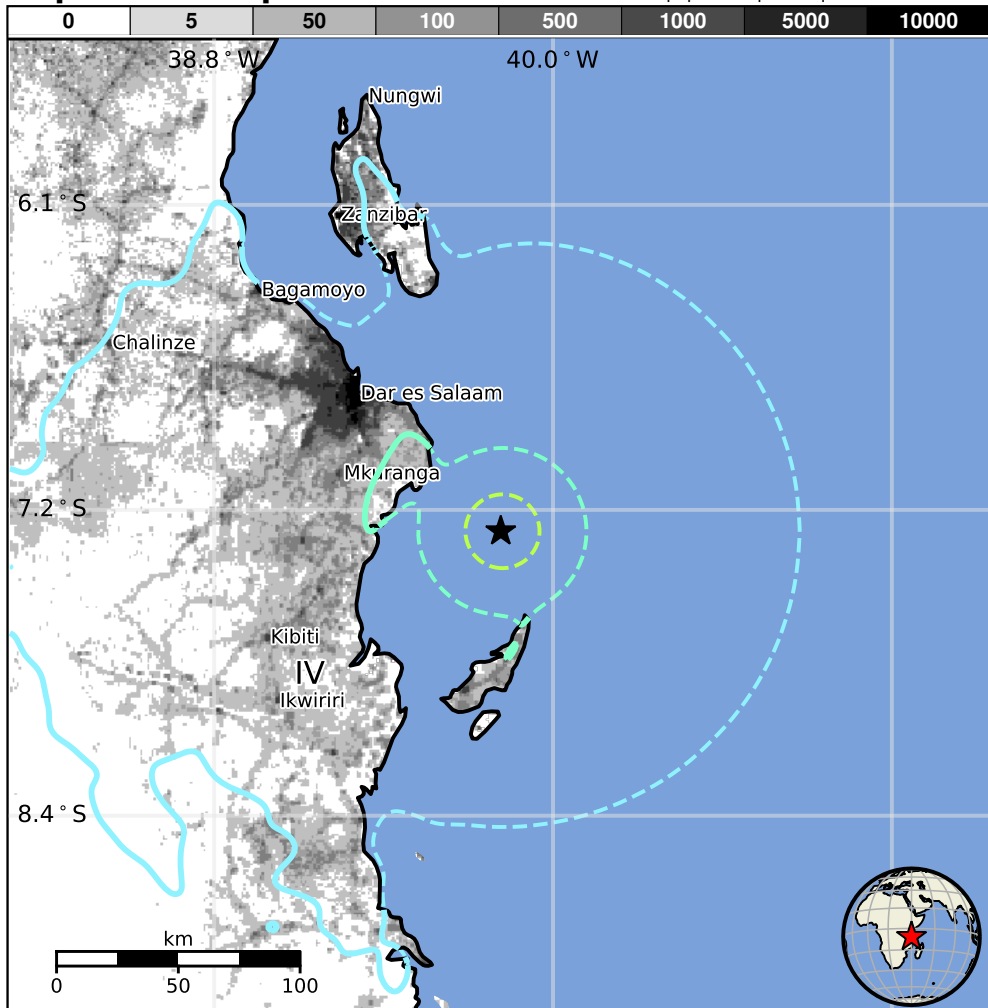 0 5 50 100 500 1000 5000 10000
38.8°W 40.0°W
Nungwi
6.1°S
Zanzibar
Bagamoyo
Chalinze
Dar es Salaam
Mkuranga
7.2°S
Kibiti
IV
Ikwiriri
8.4°S
km
0 50 100